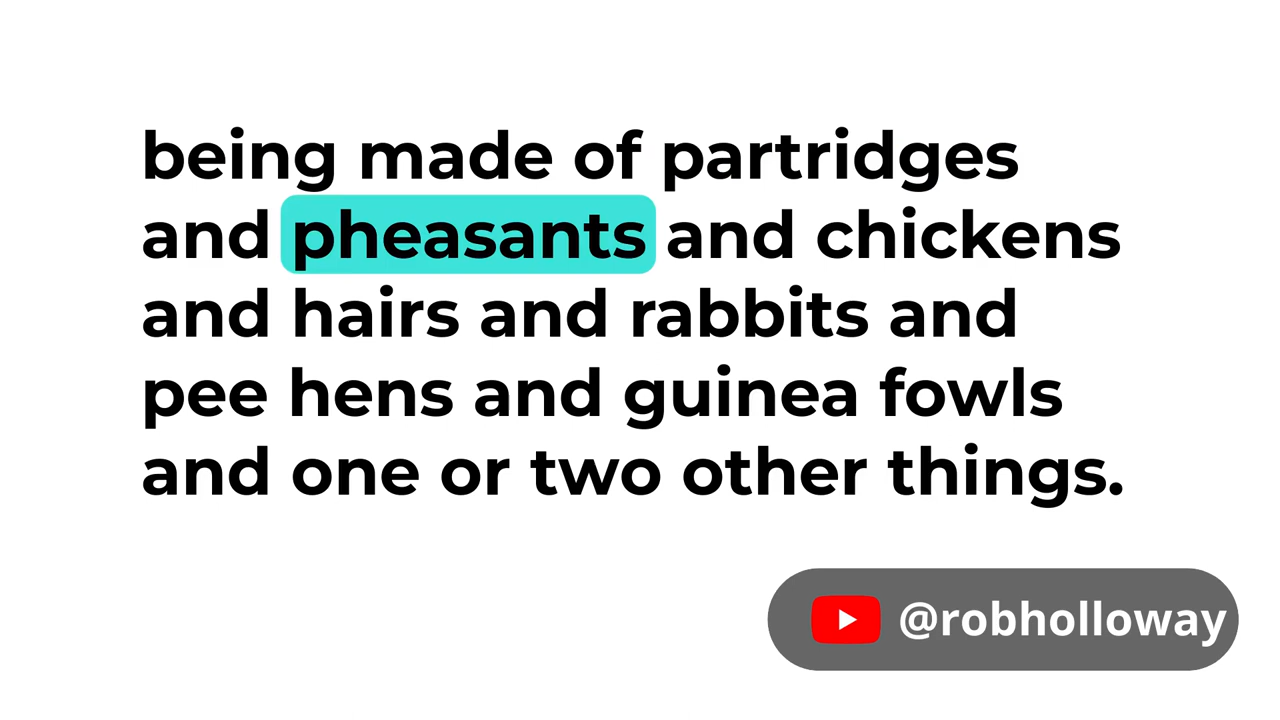 being made of partridges
and pheasants and chickens
and hairs and rabbits and
pee hens and guinea fowls
and one or two other things.
@robholloway